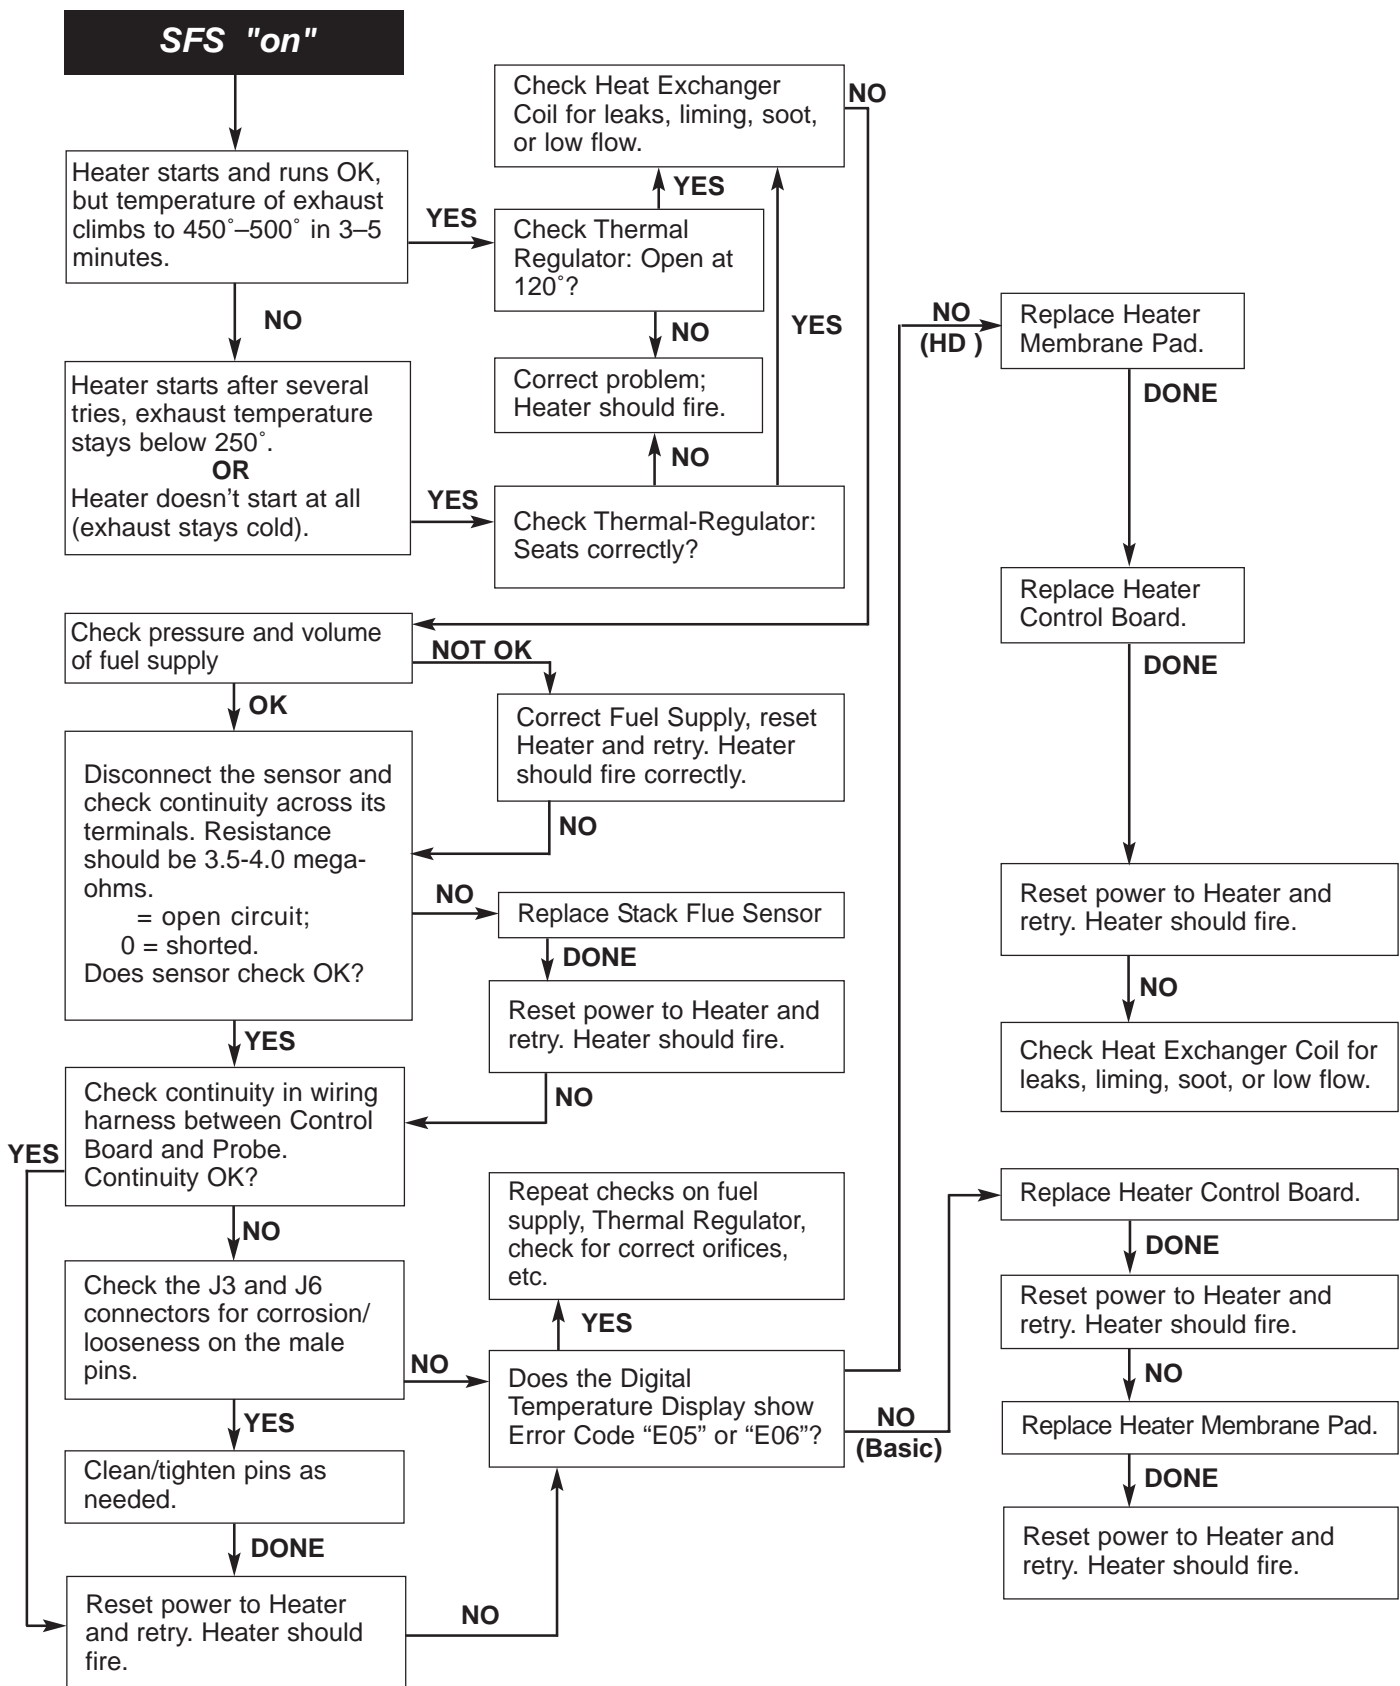 SFS "on"
Heater starts and runs OK,
but temperature of exhaust
climbs to 450˚–500˚ in 3–5
minutes.
YES
NO
Check Heat Exchanger
Coil for leaks, liming, soot,
or low flow.
NO
YES
Check Thermal
Regulator: Open at
120˚?
NO
YES
Correct problem;
Heater should fire.
NO
Heater starts after several
tries, exhaust temperature
stays below 250˚.
OR
Heater doesn't start at all
(exhaust stays cold).
YES
Check Thermal-Regulator:
Seats correctly?
Check pressure and volume
of fuel supply
NOT OK
OK
Correct Fuel Supply, reset
Heater and retry. Heater
should fire correctly.
NO
Disconnect the sensor and
check continuity across its
terminals. Resistance
should be 3.5-4.0 mega-
ohms.
= open circuit;
0 = shorted.
Does sensor check OK?
NO
Replace Stack Flue Sensor
DONE
Reset power to Heater and
retry. Heater should fire.
NO
YES
Check continuity in wiring
harness between Control
Board and Probe.
Continuity OK?
YES
NO
Check the J3 and J6
connectors for corrosion/
looseness on the male
pins.
NO
YES
Clean/tighten pins as
needed.
DONE
Reset power to Heater
and retry. Heater should
fire.
NO
Repeat checks on fuel
supply, Thermal Regulator,
check for correct orifices,
etc.
YES
Does the Digital
Temperature Display show
Error Code “E05” or “E06”?
NO
(HD )
Replace Heater
Membrane Pad.
DONE
Replace Heater
Control Board.
DONE
Reset power to Heater and
retry. Heater should fire.
NO
Check Heat Exchanger Coil for
leaks, liming, soot, or low flow.
NO
(Basic)
Replace Heater Control Board.
DONE
Reset power to Heater and
retry. Heater should fire.
NO
Replace Heater Membrane Pad.
DONE
Reset power to Heater and
retry. Heater should fire.